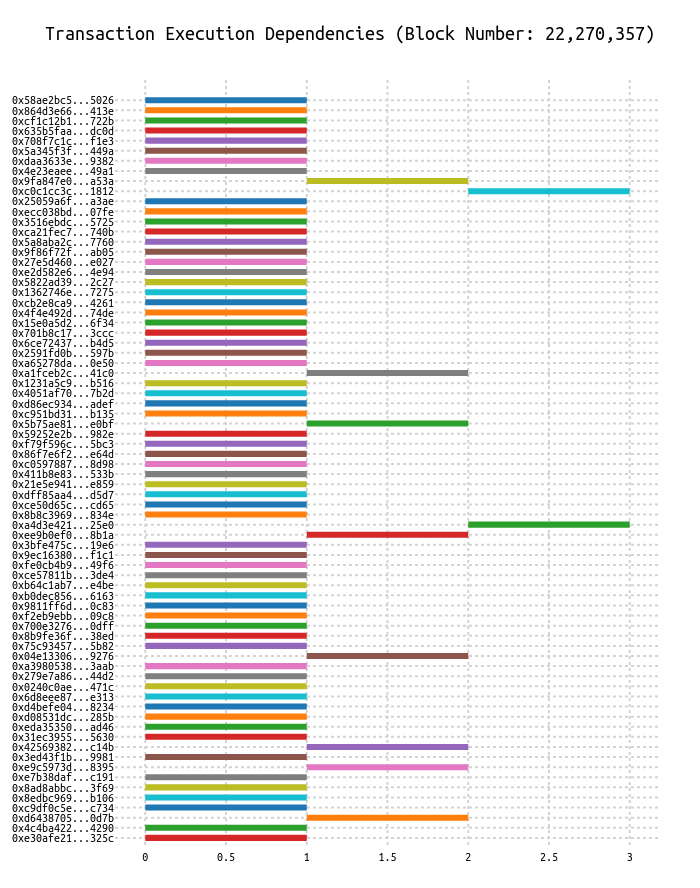 Transaction Execution Dependencies (Block Number: 22,270,357)
0x58ae2bc5...5026
0x864d3e66...413e
0xcf1c12b1...722b
0x635b5faa...dc0d
0x708f7c1c...f1e3
0x5a345f3f...449a
0xdaa3633e...9382
0x4e23eaee...49a1
0x9fa847e0...a53a
0xc0c1cc3c...1812
0x25059a6f...a3ae
0xecc038bd...07fe
0x3516ebdc...5725
0xca21fec7...740b
0x5a8aba2c...7760
0x9f86f72f...ab05
0x27e5d460...e027
0xe2d582e6...4e94
0x5822ad39...2c27
0x1362746e...7275
0xcb2e8ca9...4261
0x4f4e492d...74de
0x15e0a5d2...6f34
0x701b8c17...3ccc
0x6ce72437...b4d5
0x2591fd0b...597b
0xa65278da...0e50
0xa1fceb2c...41c0
0x1231a5c9...b516
0x4051af70...7b2d
0xd86ec934...adef
0xc951bd31...b135
0x5b75ae81...e0bf
0x59252e2b...982e
0xf79f596c...5bc3
0x86f7e6f2...e64d
0xc0597887...8d98
0x411b8e83...533b
0x21e5e941...e859
0xdff85aa4...d5d7
0xce50d65c...cd65
0x8b8c3969...834e
0xa4d3e421...25e0
0xee9b0ef0...8b1a
0x3bfe475c...19e6
0x9ec16380...f1c1
0xfe0cb4b9...49f6
0xce57811b...3de4
0xb64c1ab7...e4be
0xb0dec856...6163
0x9811ff6d...0c83
0xf2eb9ebb...09c8
0x700e3276...0dff
0x8b9fe36f...38ed
0x75c93457...5b82
0x04e13306...9276
0xa3980538...3aab
0x279e7a86...44d2
0x0240c0ae...471c
0x6d8eee87...e313
0xd4befe04...8234
0xd08531dc...285b
0xeda35350...ad46
0x31ec3955...5630
0x42569382...c14b
0x3ed43f1b...9981
0xe9c5973d...8395
0xe7b38daf...c191
0x8ad8abbc...3f69
0x8edbc969...b106
0xc9df0c5e...c734
0xd6438705...0d7b
0x4c4ba422...4290
0xe30afe21...325c
0 0.5 1 1.5 2 2.5 3